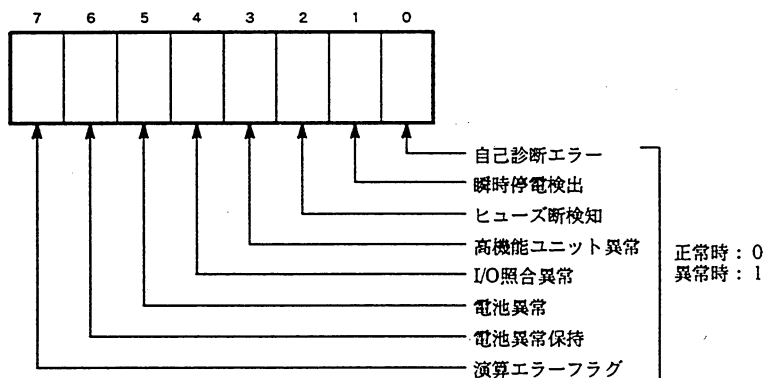 7 6 5 4 3 2 1 0
自己診断エラー
瞬時停電検出
ヒューズ断検知
高機能ユニット異常
I/O照合異常
電池異常
電池異常保持
演算エラーフラグ
正常時：0
異常時：1